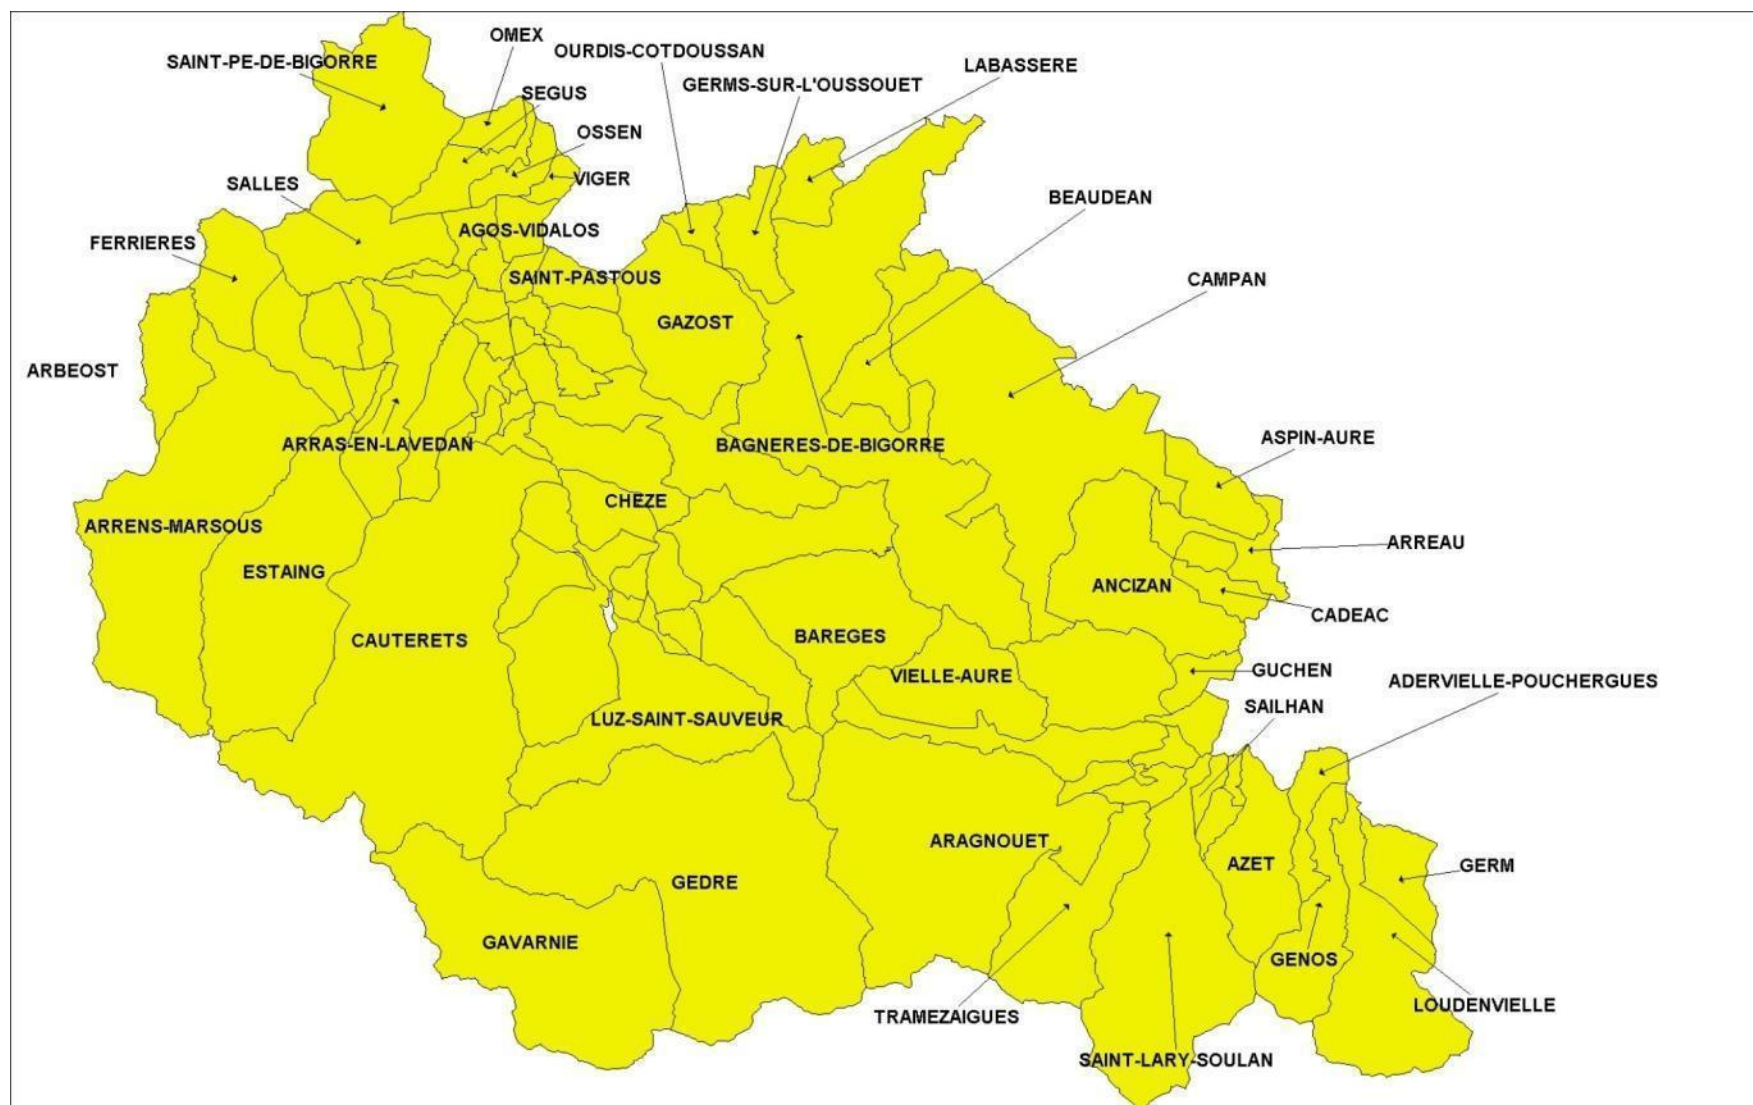 OMEX
OURDIS-COTDOUSSAN
SAINT-PE-DE-BIGORRE
LABASSERE
GERMS-SUR-L'OUSSOUET
SEGUS
OSSEN
VIGER
SALLES
BEAUDEAN
AGOS-VIDALOS
FERRIERES
SAINT-PASTOUS
CAMPAN
GAZOST
ARBEOST
ASPIN-AURE
ARRAS-EN-LAVEDAN
BAGNERES-DE-BIGORRE
CHEZE
ARRENS-MARSOUS
ARREAU
ESTAING
ANCIZAN
CADEAC
BAREGES
CAUTERETS
GUCHEN
VIELLE-AURE
ADERVIELLE-POUCHERGUES
SAILHAN
LUZ-SAINT-SAUVEUR
ARAGNOUET
AZET
GERM
GEDRE
GAVARNIE
GENOS
LOUDENVIELLE
TRAMEZAIGUES
SAINT-LARY-SOULAN